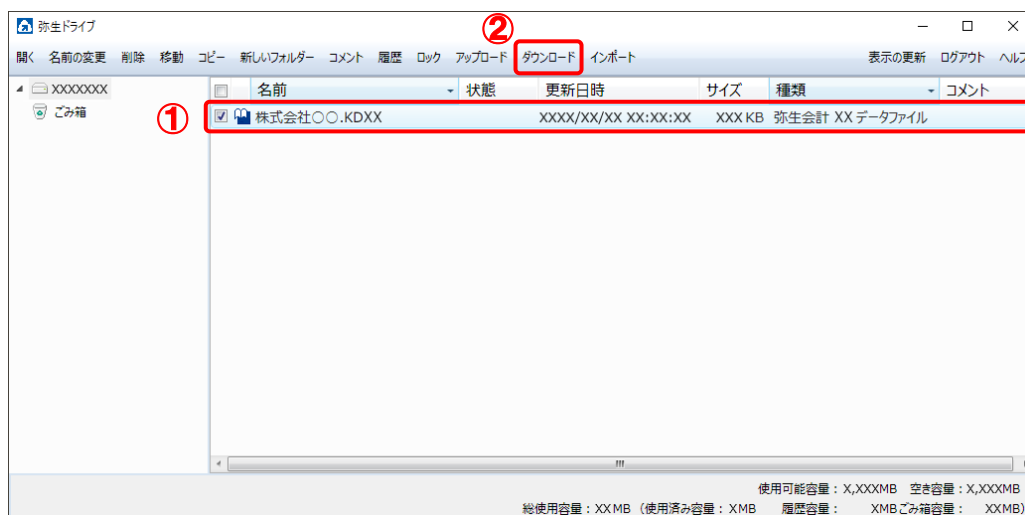 弥生ドライブ
②
開く 名前の変更 削除 移動 コピー 新しいフォルダー コメント 履歴 ロック アップロード ダウンロード インポート 表示の更新 ログアウト ヘルプ
XXXXXXX
名前 状態 更新日時 サイズ 種類 コメント
ごみ箱
①
株式会社〇〇.KDXX XXXX/XX/XX XX:XX:XX XXX KB 弥生会計 XX データファイル
使用可能容量：X,XXXMB 空き容量：X,XXXMB
総使用容量：XXMB（使用済み容量：XMB 履歴容量： XMBごみ箱容量： XXMB）